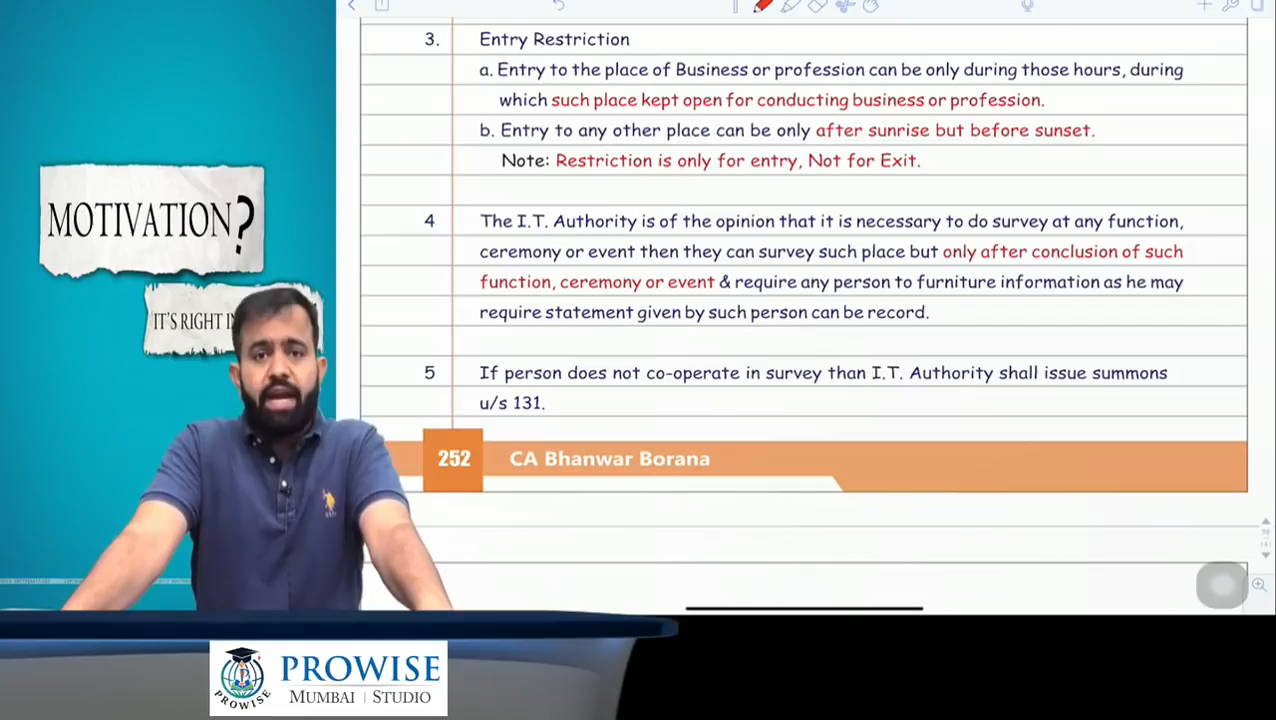 3. Entry Restriction
a. Entry to the place of Business or profession can be only during those hours, during
which such place kept open for conducting business or profession.
b. Entry to any other place can be only after sunrise but before sunset.
Note: Restriction is only for entry, Not for Exit.
4 The I.T. Authority is of the opinion that it is necessary to do survey at any function,
ceremony or event then they can survey such place but only after conclusion of such
function, ceremony or event & require any person to furniture information as he may
require statement given by such person can be record.
5 If person does not co-operate in survey than I.T. Authority shall issue summons
u/s 131.
252 CA Bhanwar Borana
MOTIVATION?
IT'S RIGHT
PROWISE
PROWISE
MUMBAI | STUDIO